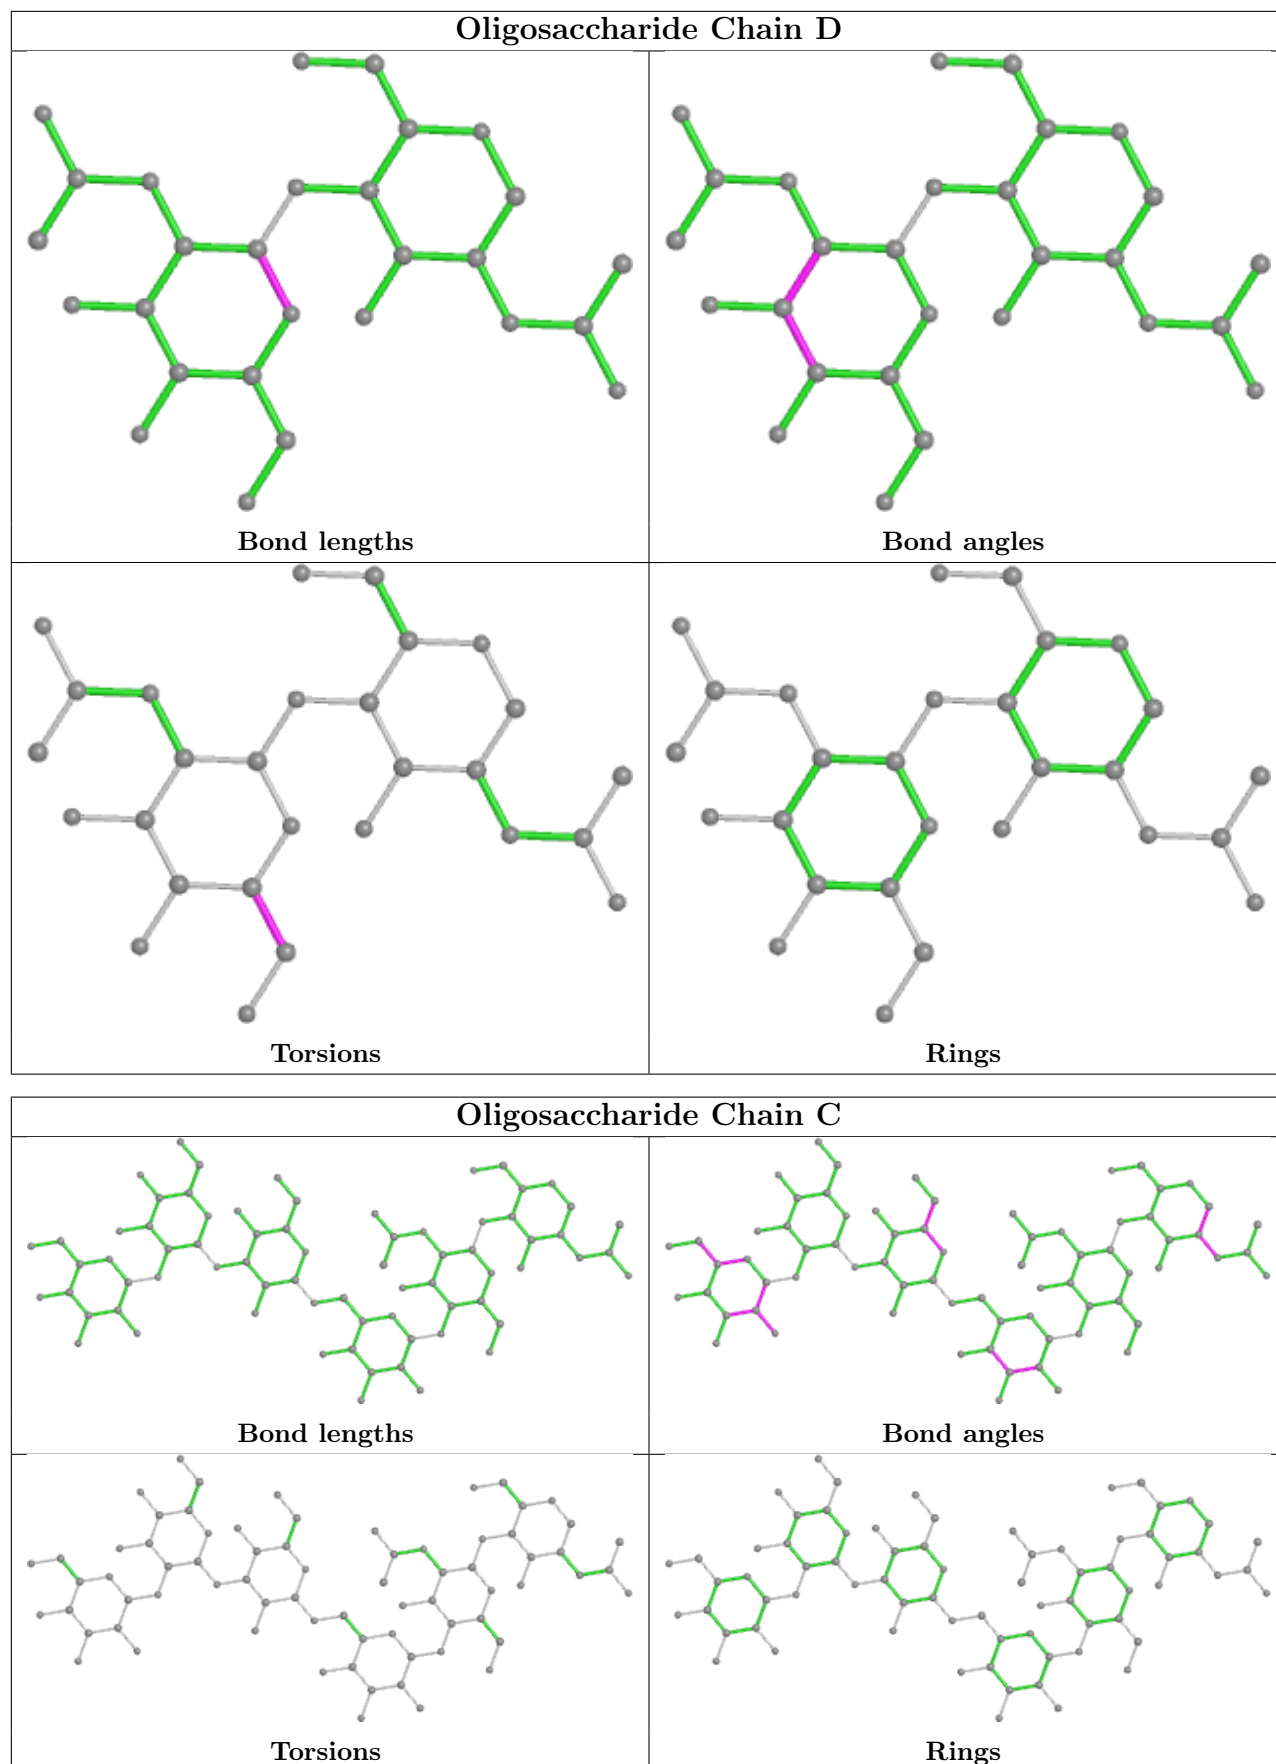 Oligosaccharide Chain D
Bond lengths
Bond angles
Torsions
Rings
Oligosaccharide Chain C
Bond lengths
Bond angles
Torsions
Rings